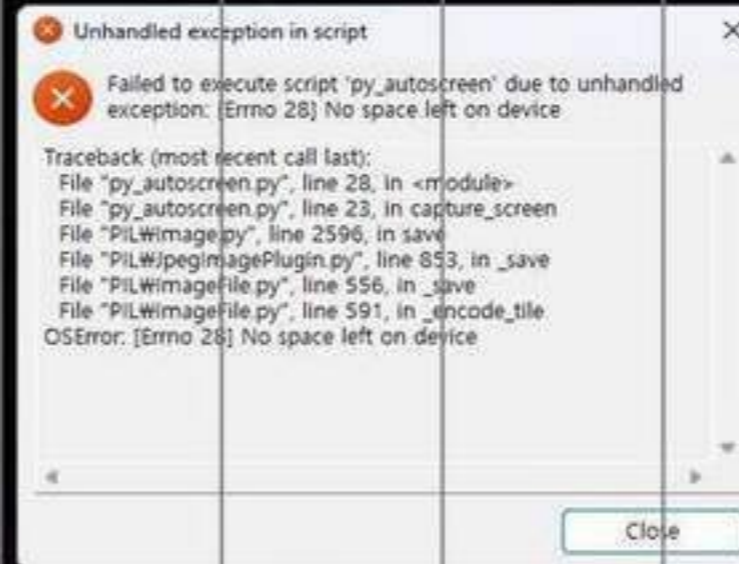 Unhandled exception in script
Failed to execute script 'py_autoscreen' due to unhandled
exception: [Errno 28] No space left on device
Traceback (most recent call last):
File "py_autoscreen.py", line 28, in <module>
File "py_autoscreen.py", line 23, in capture_screen
File "PIL₩Image.py", line 2596, in save
File "PIL₩JpegImagePlugin.py", line 853, in _save
File "PIL₩ImageFile.py", line 556, in _save
File "PIL₩ImageFile.py", line 591, in _encode_tile
OSError: [Errno 28] No space left on device
Close